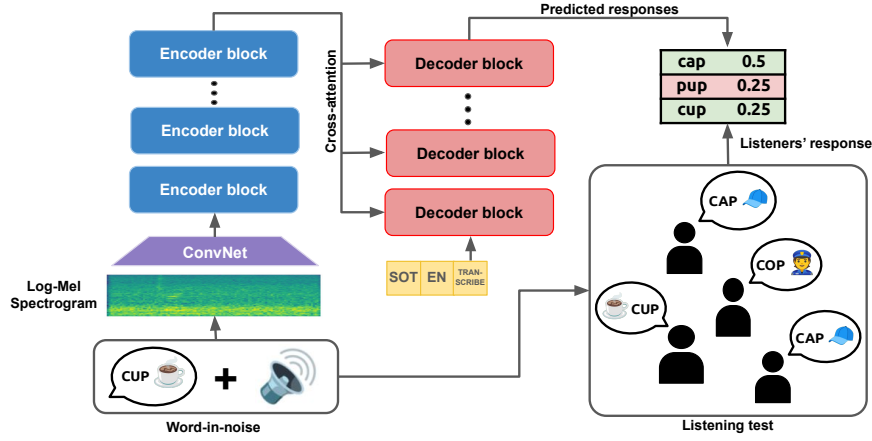 Predicted responses
Encoder block
Encoder block
Encoder block
Cross-attention
Decoder block
Decoder block
Decoder block
cap 0.5
pup 0.25
cup 0.25
Listeners' response
ConvNet
Log-Mel
Spectrogram
SOT EN TRAN-
SCRIBE
CUP
+
Word-in-noise
CAP
COP
CUP
CAP
Listening test